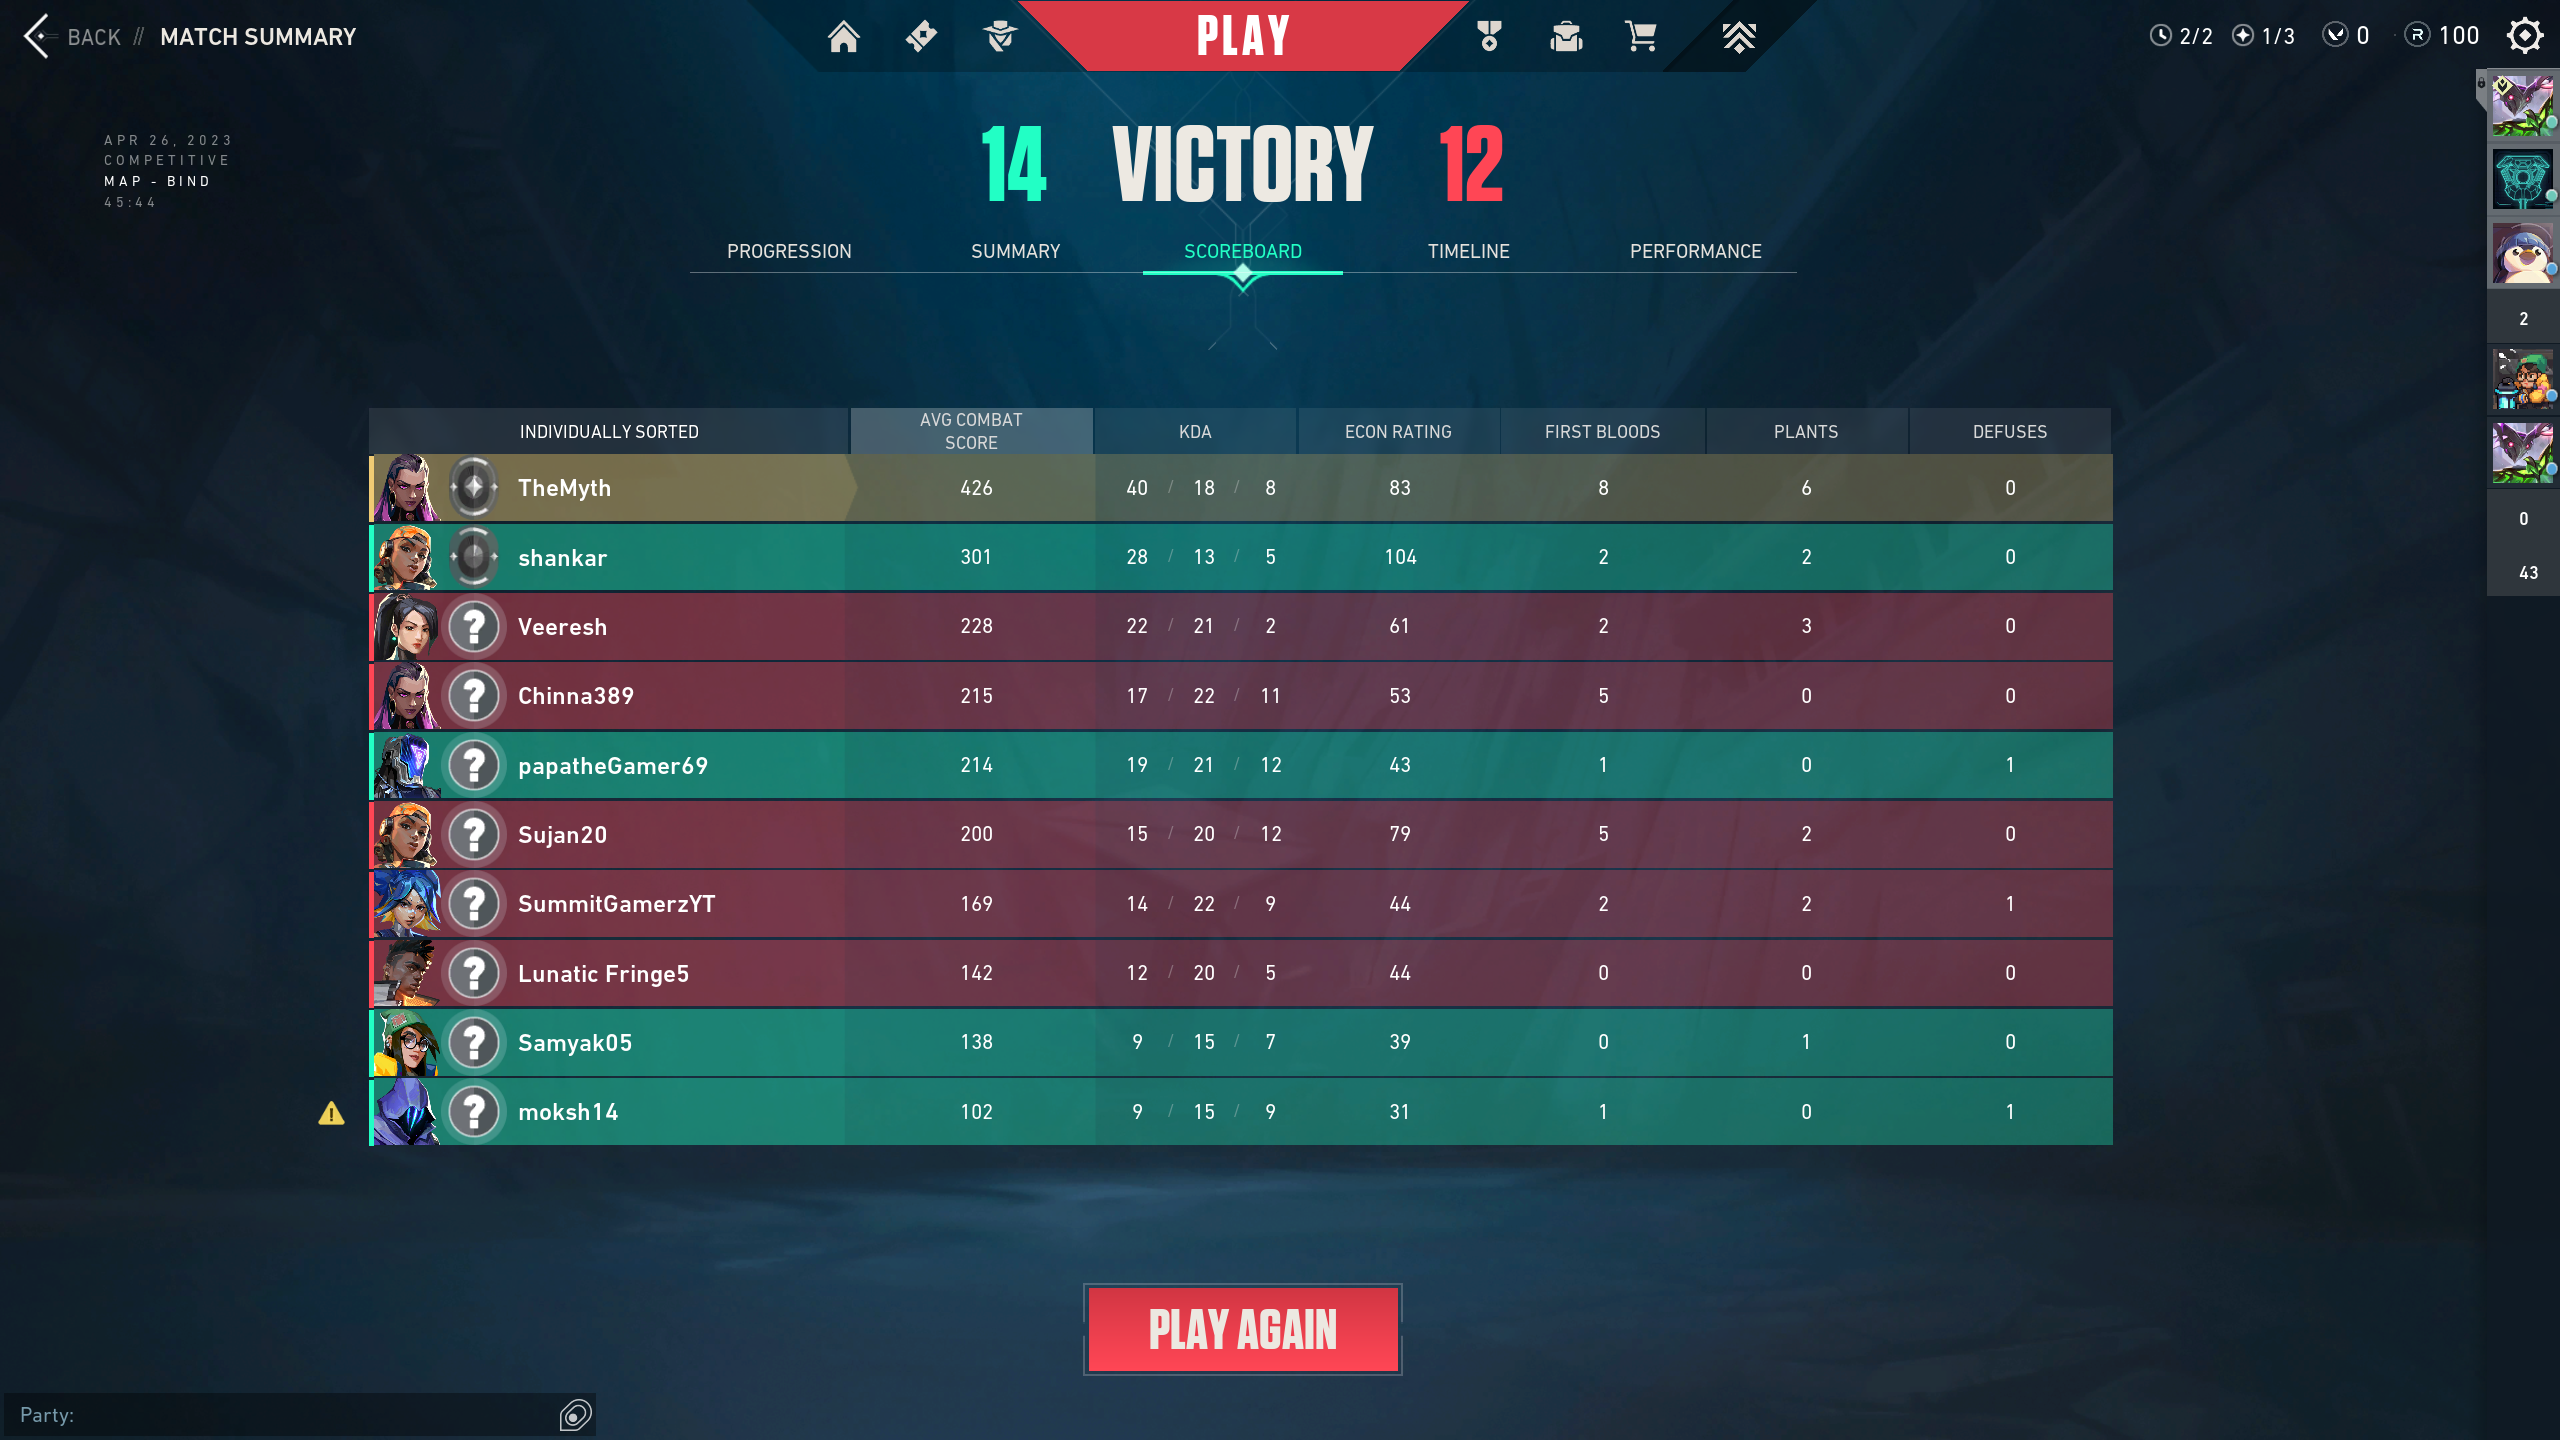 BACK // MATCH SUMMARY
PLAY
2/2 1/3 0 R 100
APR 26, 2023
COMPETITIVE
MAP - BIND
45:44
14 VICTORY 12
PROGRESSION SUMMARY SCOREBOARD TIMELINE PERFORMANCE
2
0
43
INDIVIDUALLY SORTED AVG COMBAT SCORE KDA ECON RATING FIRST BLOODS PLANTS DEFUSES
TheMyth 426 40 / 18 / 8 83 8 6 0
shankar 301 28 / 13 / 5 104 2 2 0
? Veeresh 228 22 / 21 / 2 61 2 3 0
? Chinna389 215 17 / 22 / 11 53 5 0 0
? papatheGamer69 214 19 / 21 / 12 43 1 0 1
? Sujan20 200 15 / 20 / 12 79 5 2 0
? SummitGamerzYT 169 14 / 22 / 9 44 2 2 1
? Lunatic Fringe5 142 12 / 20 / 5 44 0 0 0
? Samyak05 138 9 / 15 / 7 39 0 1 0
! ? moksh14 102 9 / 15 / 9 31 1 0 1
PLAY AGAIN
Party: